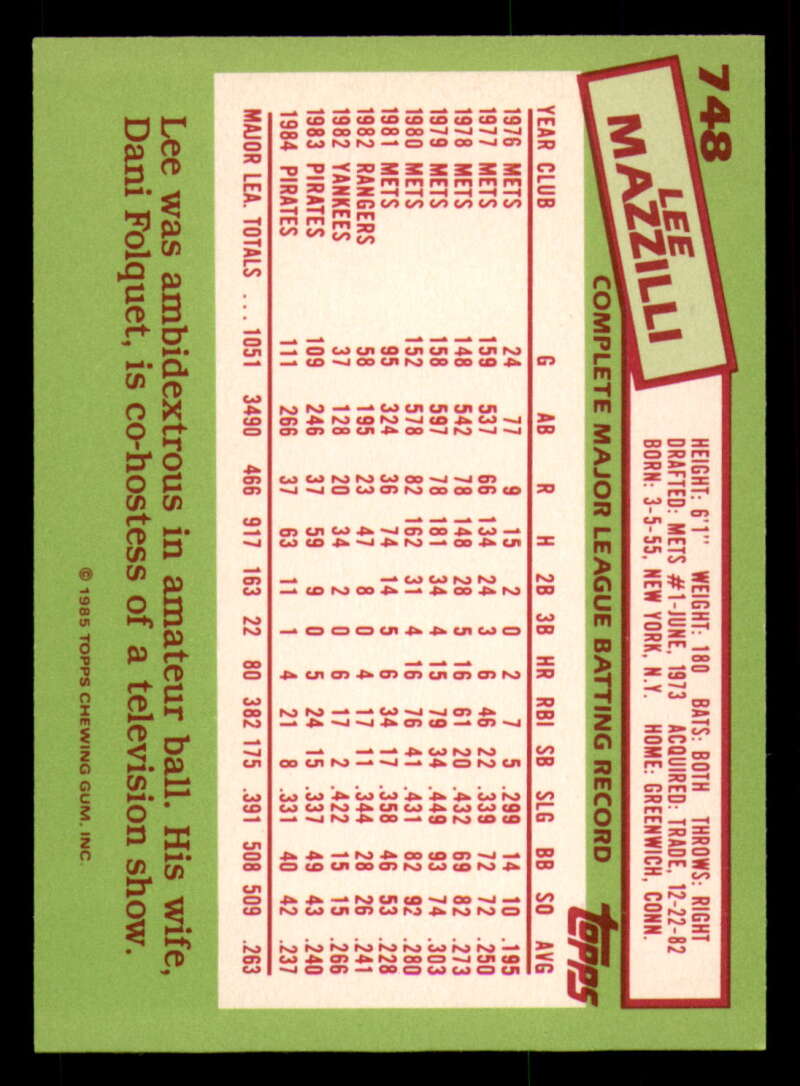 748
LEE
MAZZILLI
HEIGHT: 6'1" WEIGHT: 180 BATS: BOTH THROWS: RIGHT
DRAFTED: METS #1-JUNE, 1973 ACQUIRED: TRADE, 12-22-82
BORN: 3-5-55, NEW YORK, N.Y. HOME: GREENWICH, CONN.
COMPLETE MAJOR LEAGUE BATTING RECORD
topps
YEAR CLUB G AB R H 2B 3B HR RBI SB SLG BB SO AVG
1976 METS 24 77 9 15 2 0 2 7 5 .299 14 10 .195
1977 METS 159 537 66 134 24 3 6 46 22 .339 72 72 .250
1978 METS 148 542 78 148 28 5 16 61 20 .432 69 82 .273
1979 METS 158 597 78 181 34 4 15 79 34 .449 93 74 .303
1980 METS 152 578 82 162 31 4 16 76 41 .431 82 92 .280
1981 METS 95 324 36 74 14 5 6 34 17 .358 46 53 .228
1982 RANGERS 58 195 23 47 8 0 4 17 11 .344 28 26 .241
1982 YANKEES 37 128 20 34 2 0 6 17 2 .422 15 15 .266
1983 PIRATES 109 246 37 59 9 0 5 24 15 .337 49 43 .240
1984 PIRATES 111 266 37 63 11 1 4 21 8 .331 40 42 .237
MAJOR LEA. TOTALS ... 1051 3490 466 917 163 22 80 382 175 .391 508 509 .263
Lee was ambidextrous in amateur ball. His wife,
Dani Folquet, is co-hostess of a television show.
© 1985 TOPPS CHEWING GUM, INC.